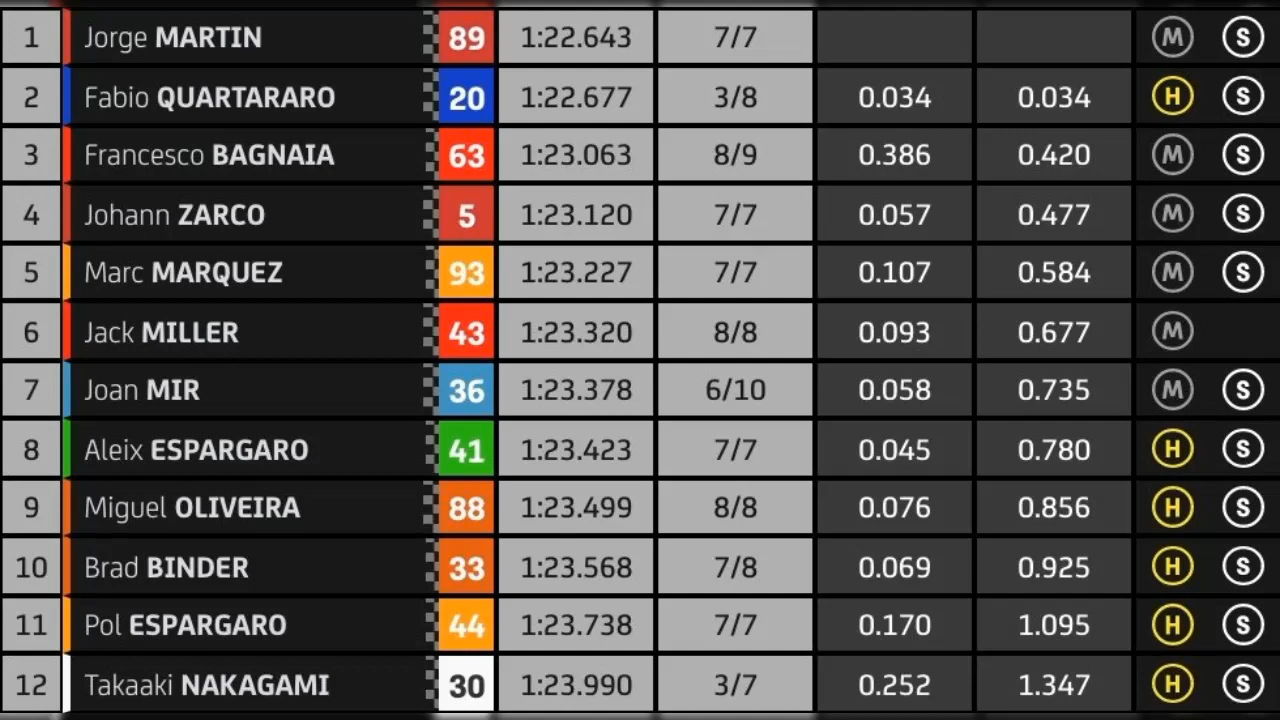 1 Jorge MARTIN 89 1:22.643 7/7 M S
2 Fabio QUARTARARO 20 1:22.677 3/8 0.034 0.034 H S
3 Francesco BAGNAIA 63 1:23.063 8/9 0.386 0.420 M S
4 Johann ZARCO 5 1:23.120 7/7 0.057 0.477 M S
5 Marc MARQUEZ 93 1:23.227 7/7 0.107 0.584 M S
6 Jack MILLER 43 1:23.320 8/8 0.093 0.677 M
7 Joan MIR 36 1:23.378 6/10 0.058 0.735 M S
8 Aleix ESPARGARO 41 1:23.423 7/7 0.045 0.780 H S
9 Miguel OLIVEIRA 88 1:23.499 8/8 0.076 0.856 H S
10 Brad BINDER 33 1:23.568 7/8 0.069 0.925 H S
11 Pol ESPARGARO 44 1:23.738 7/7 0.170 1.095 H S
12 Takaaki NAKAGAMI 30 1:23.990 3/7 0.252 1.347 H S